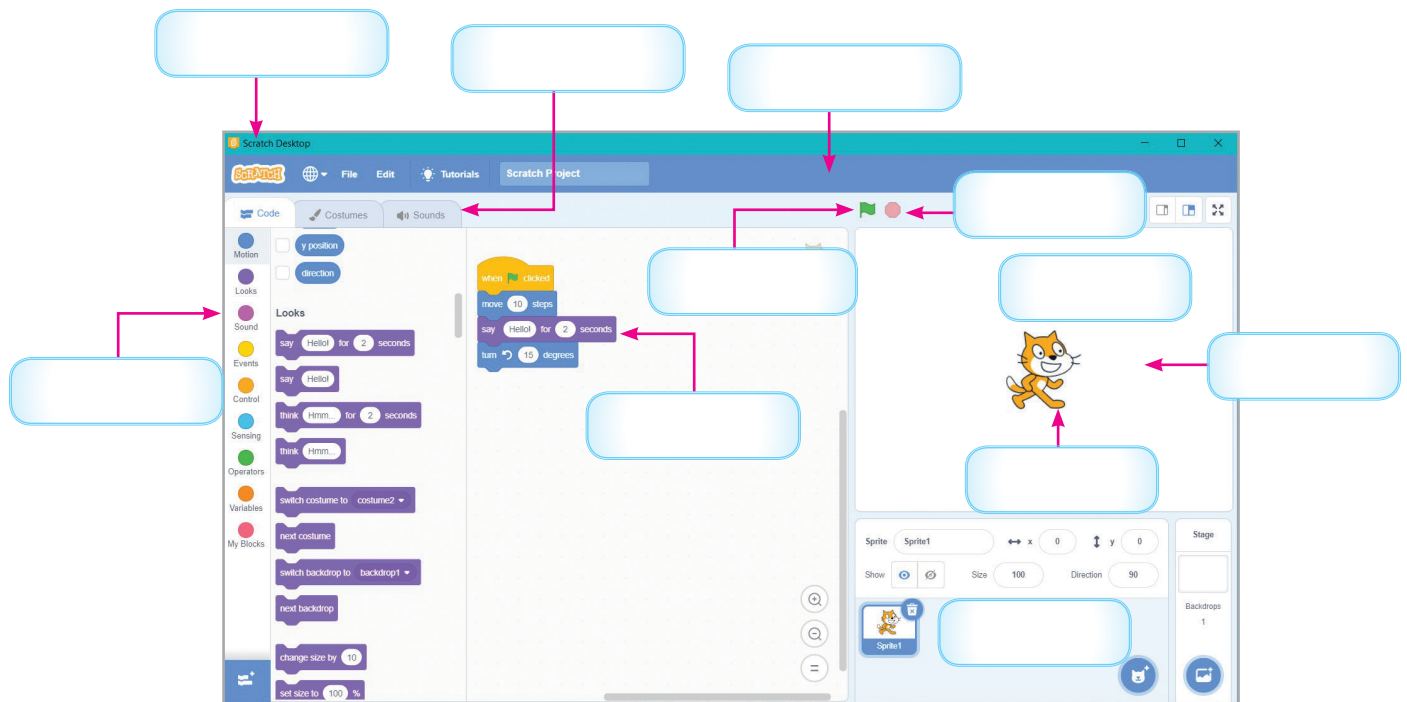 Scratch Desktop
SCRATCH File Edit Tutorials Scratch Project
Code Costumes Sounds
Motion
Looks
Sound
Events
Control
Sensing
Operators
Variables
My Blocks
y position
direction
Looks
say Hello! for 2 seconds
say Hello!
think Hmm... for 2 seconds
think Hmm...
switch costume to costume2
next costume
switch backdrop to backdrop1
next backdrop
change size by 10
set size to 100 %
when clicked
move 10 steps
say Hello! for 2 seconds
turn 15 degrees
Sprite Sprite1 x 0 y 0
Show Size 100 Direction 90
Sprite1
Stage
Backdrops
1